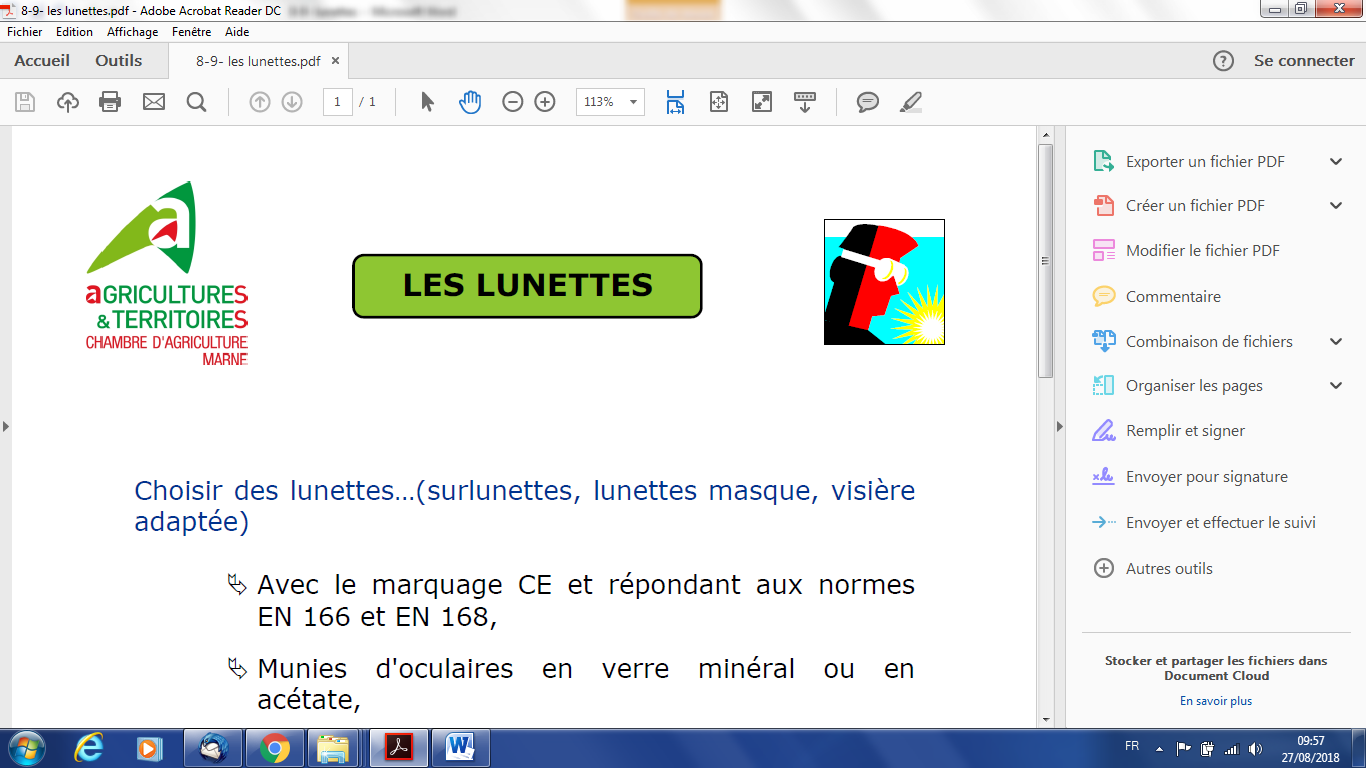 8-9- les lunettes.pdf - Adobe Acrobat Reader DC
Fichier Edition Affichage Fenêtre Aide
Accueil Outils 8-9- les lunettes.pdf × Se connecter
1 / 1 113%
AGRICULTURES
& TERRITOIRES
CHAMBRE D'AGRICULTURE
MARNE
LES LUNETTES
Choisir des lunettes…(surlunettes, lunettes masque, visière
adaptée)
Avec le marquage CE et répondant aux normes
EN 166 et EN 168,
Munies d'oculaires en verre minéral ou en
acétate,
Exporter un fichier PDF
Créer un fichier PDF
Modifier le fichier PDF
Commentaire
Combinaison de fichiers
Organiser les pages
Remplir et signer
Envoyer pour signature
Envoyer et effectuer le suivi
Autres outils
Stocker et partager les fichiers dans
Document Cloud
En savoir plus
FR
09:57
27/08/2018